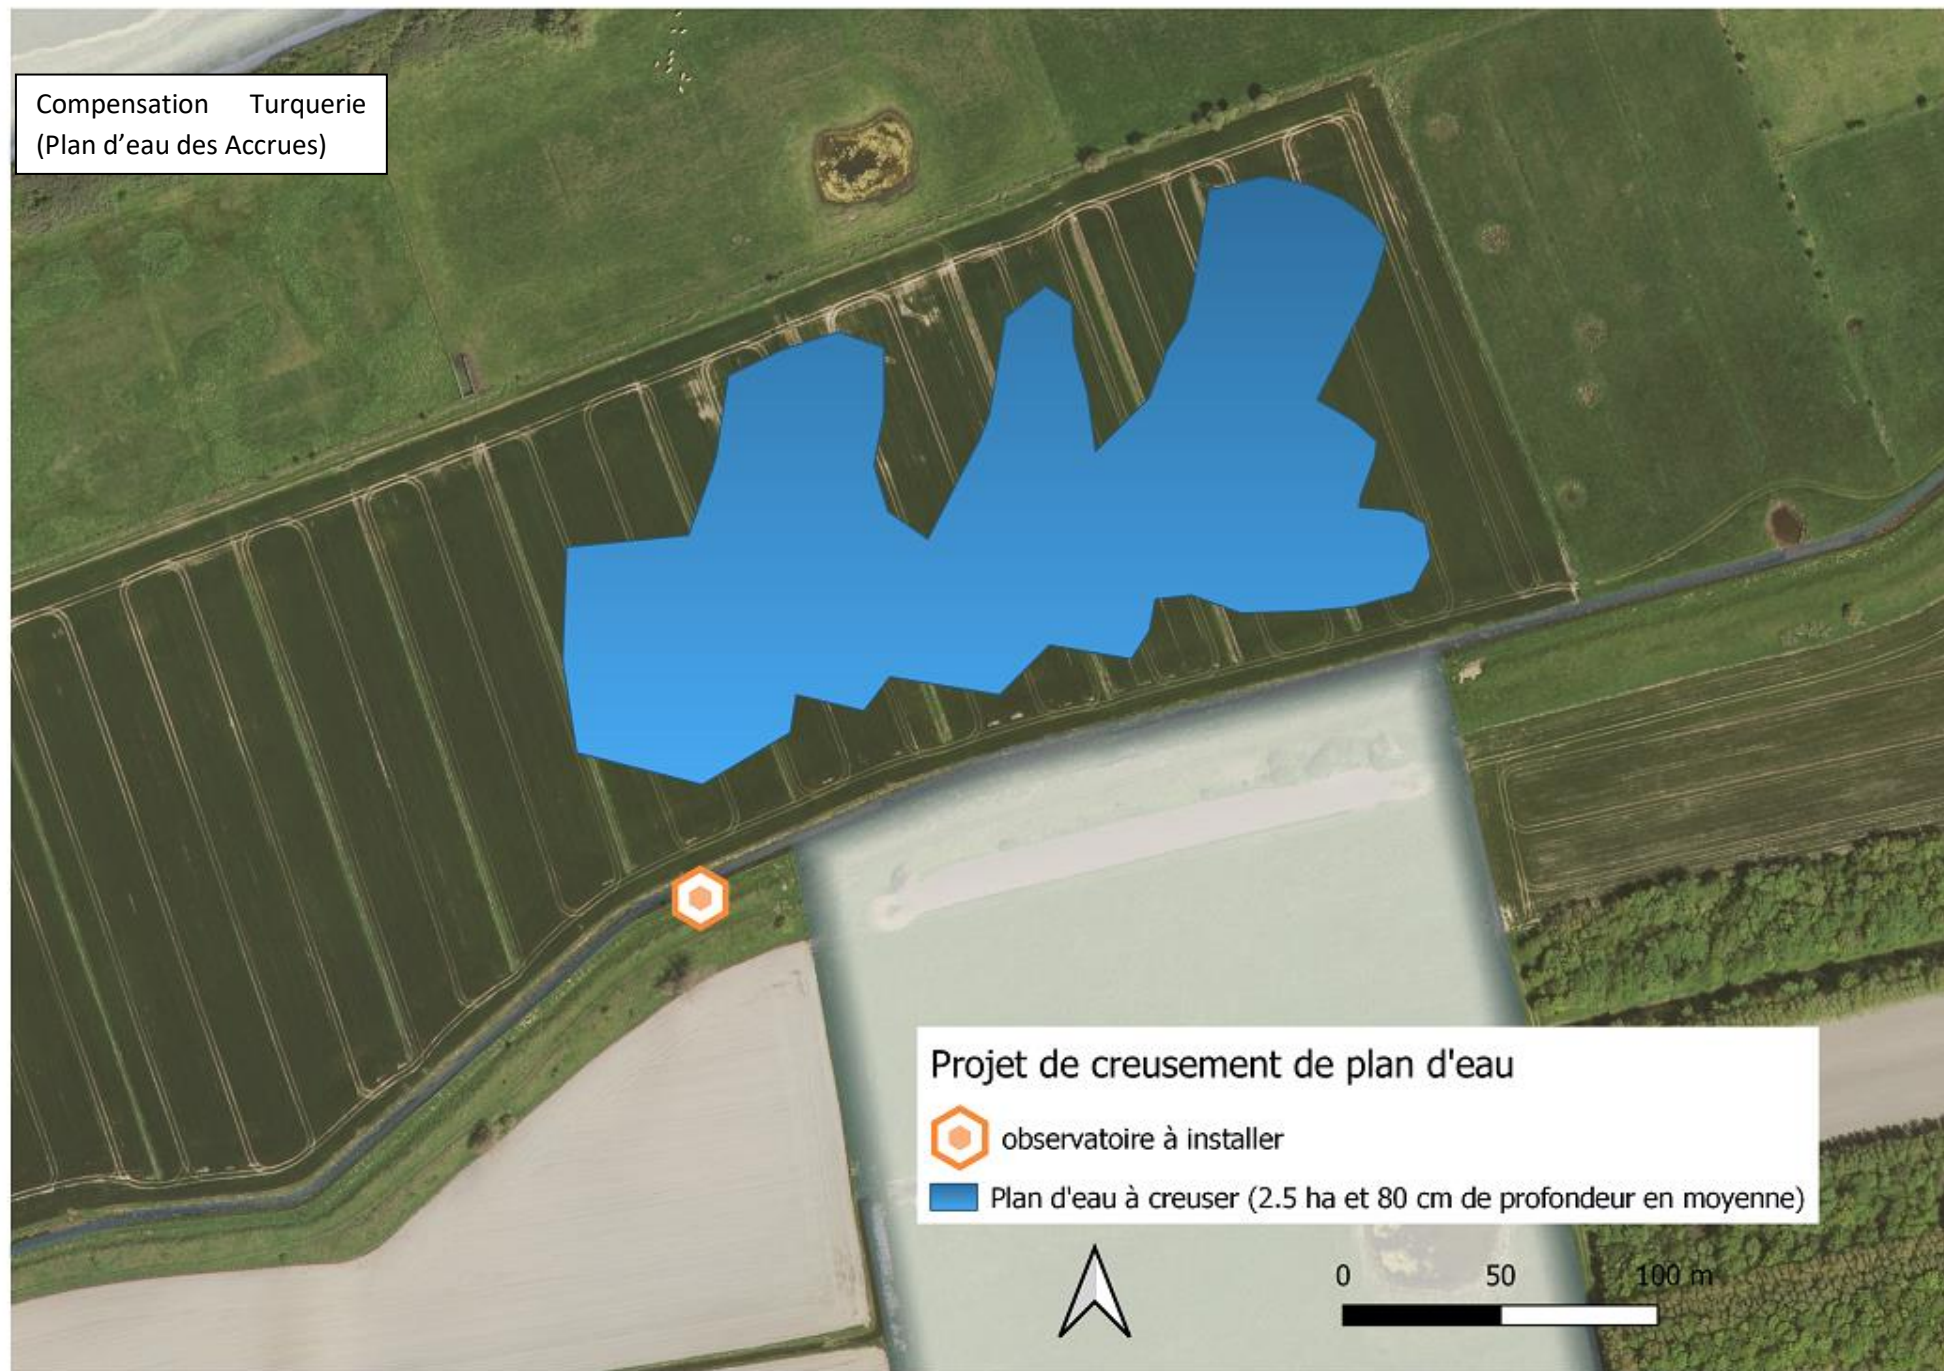 Compensation Turquerie
(Plan d’eau des Accrues)
Projet de creusement de plan d'eau
observatoire à installer
Plan d'eau à creuser (2.5 ha et 80 cm de profondeur en moyenne)
0 50 100 m